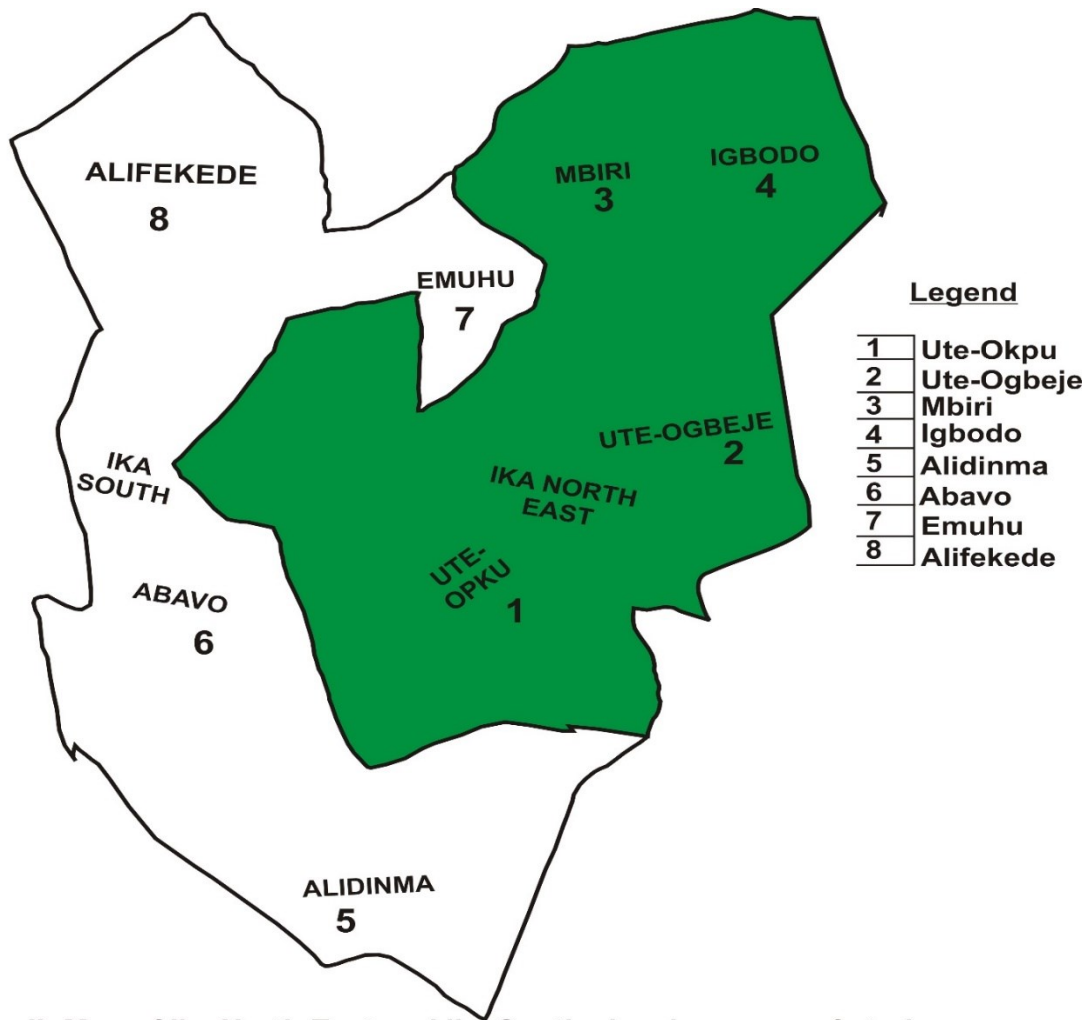 ALIFEKEDE
8
MBIRI
3
IGBODO
4
EMUHU
7
Legend
1 Ute-Okpu
2 Ute-Ogbeje
3 Mbiri
4 Igbodo
5 Alidinma
6 Abavo
7 Emuhu
8 Alifekede
UTE-OGBEJE
2
IKA
SOUTH
IKA NORTH
EAST
UTE-
OPKU
1
ABAVO
6
ALIDINMA
5